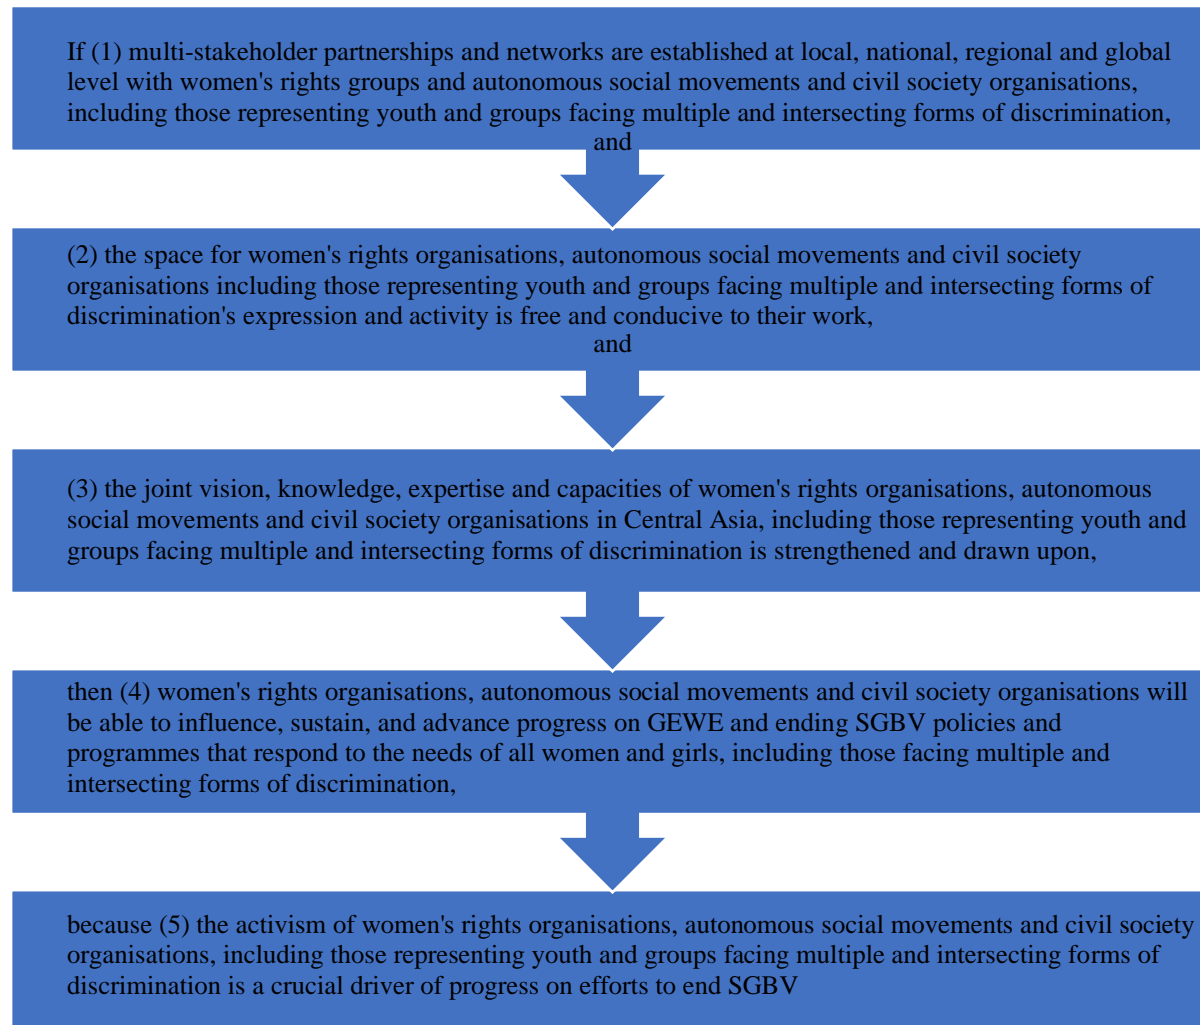 If (1) multi-stakeholder partnerships and networks are established at local, national, regional and global
level with women's rights groups and autonomous social movements and civil society organisations,
including those representing youth and groups facing multiple and intersecting forms of discrimination,
and
(2) the space for women's rights organisations, autonomous social movements and civil society
organisations including those representing youth and groups facing multiple and intersecting forms of
discrimination's expression and activity is free and conducive to their work,
and
(3) the joint vision, knowledge, expertise and capacities of women's rights organisations, autonomous
social movements and civil society organisations in Central Asia, including those representing youth and
groups facing multiple and intersecting forms of discrimination is strengthened and drawn upon,
then (4) women's rights organisations, autonomous social movements and civil society organisations will
be able to influence, sustain, and advance progress on GEWE and ending SGBV policies and
programmes that respond to the needs of all women and girls, including those facing multiple and
intersecting forms of discrimination,
because (5) the activism of women's rights organisations, autonomous social movements and civil society
organisations, including those representing youth and groups facing multiple and intersecting forms of
discrimination is a crucial driver of progress on efforts to end SGBV